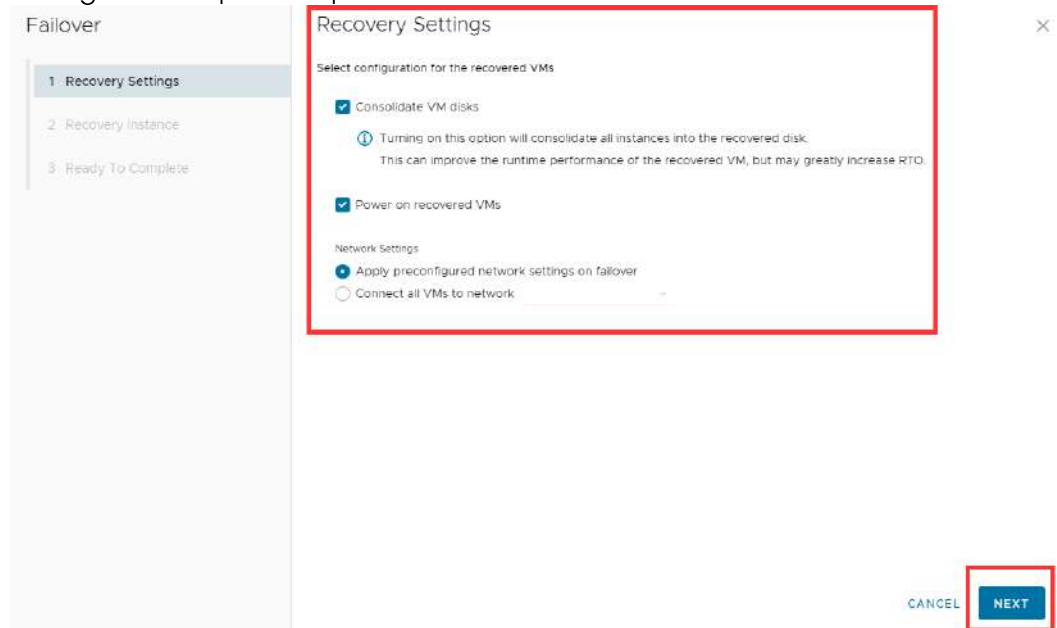 Failover
1 Recovery Settings
2 Recovery Instance
3 Ready To Complete
Recovery Settings
Select configuration for the recovered VMs
Consolidate VM disks
Turning on this option will consolidate all instances into the recovered disk.
This can improve the runtime performance of the recovered VM, but may greatly increase RTO.
Power on recovered VMs
Network Settings
Apply preconfigured network settings on failover
Connect all VMs to network
CANCEL
NEXT